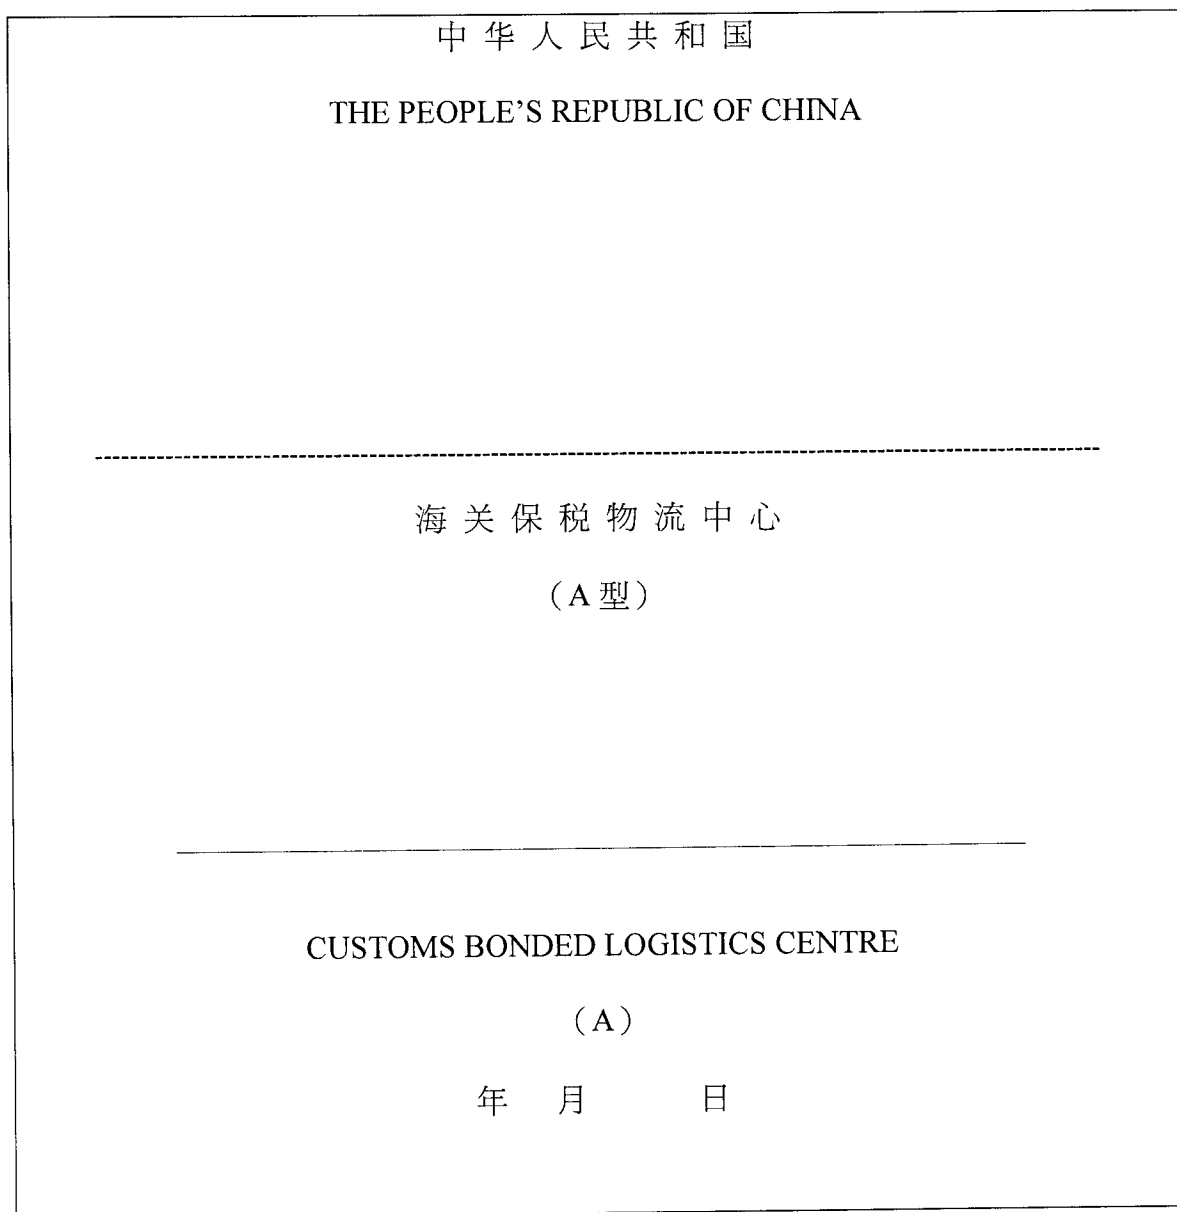 中华人民共和国
THE PEOPLE'S REPUBLIC OF CHINA
海关保税物流中心
（A 型）
CUSTOMS BONDED LOGISTICS CENTRE
（A）
年 月 日